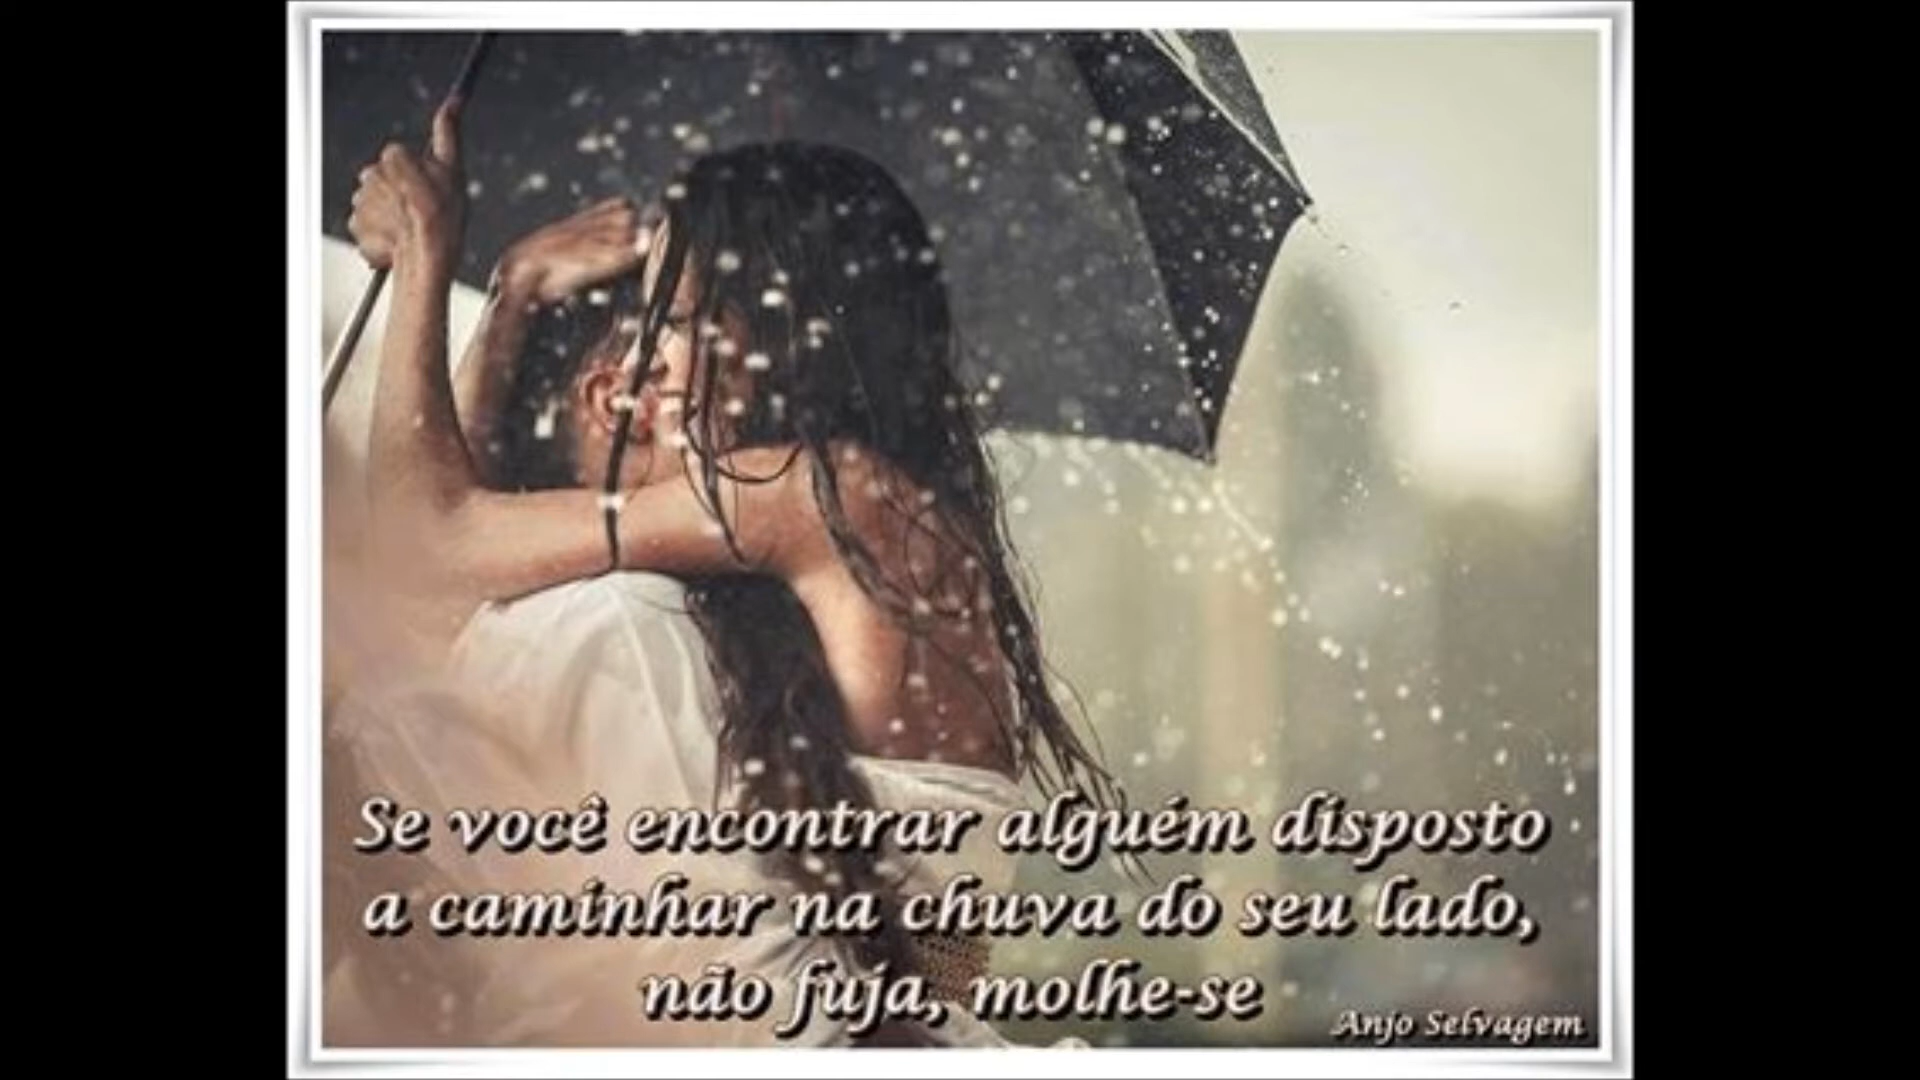 Se você encontrar alguém disposto
a caminhar na chuva do seu lado,
não fuja, molhe-se
Anjo Selvagem